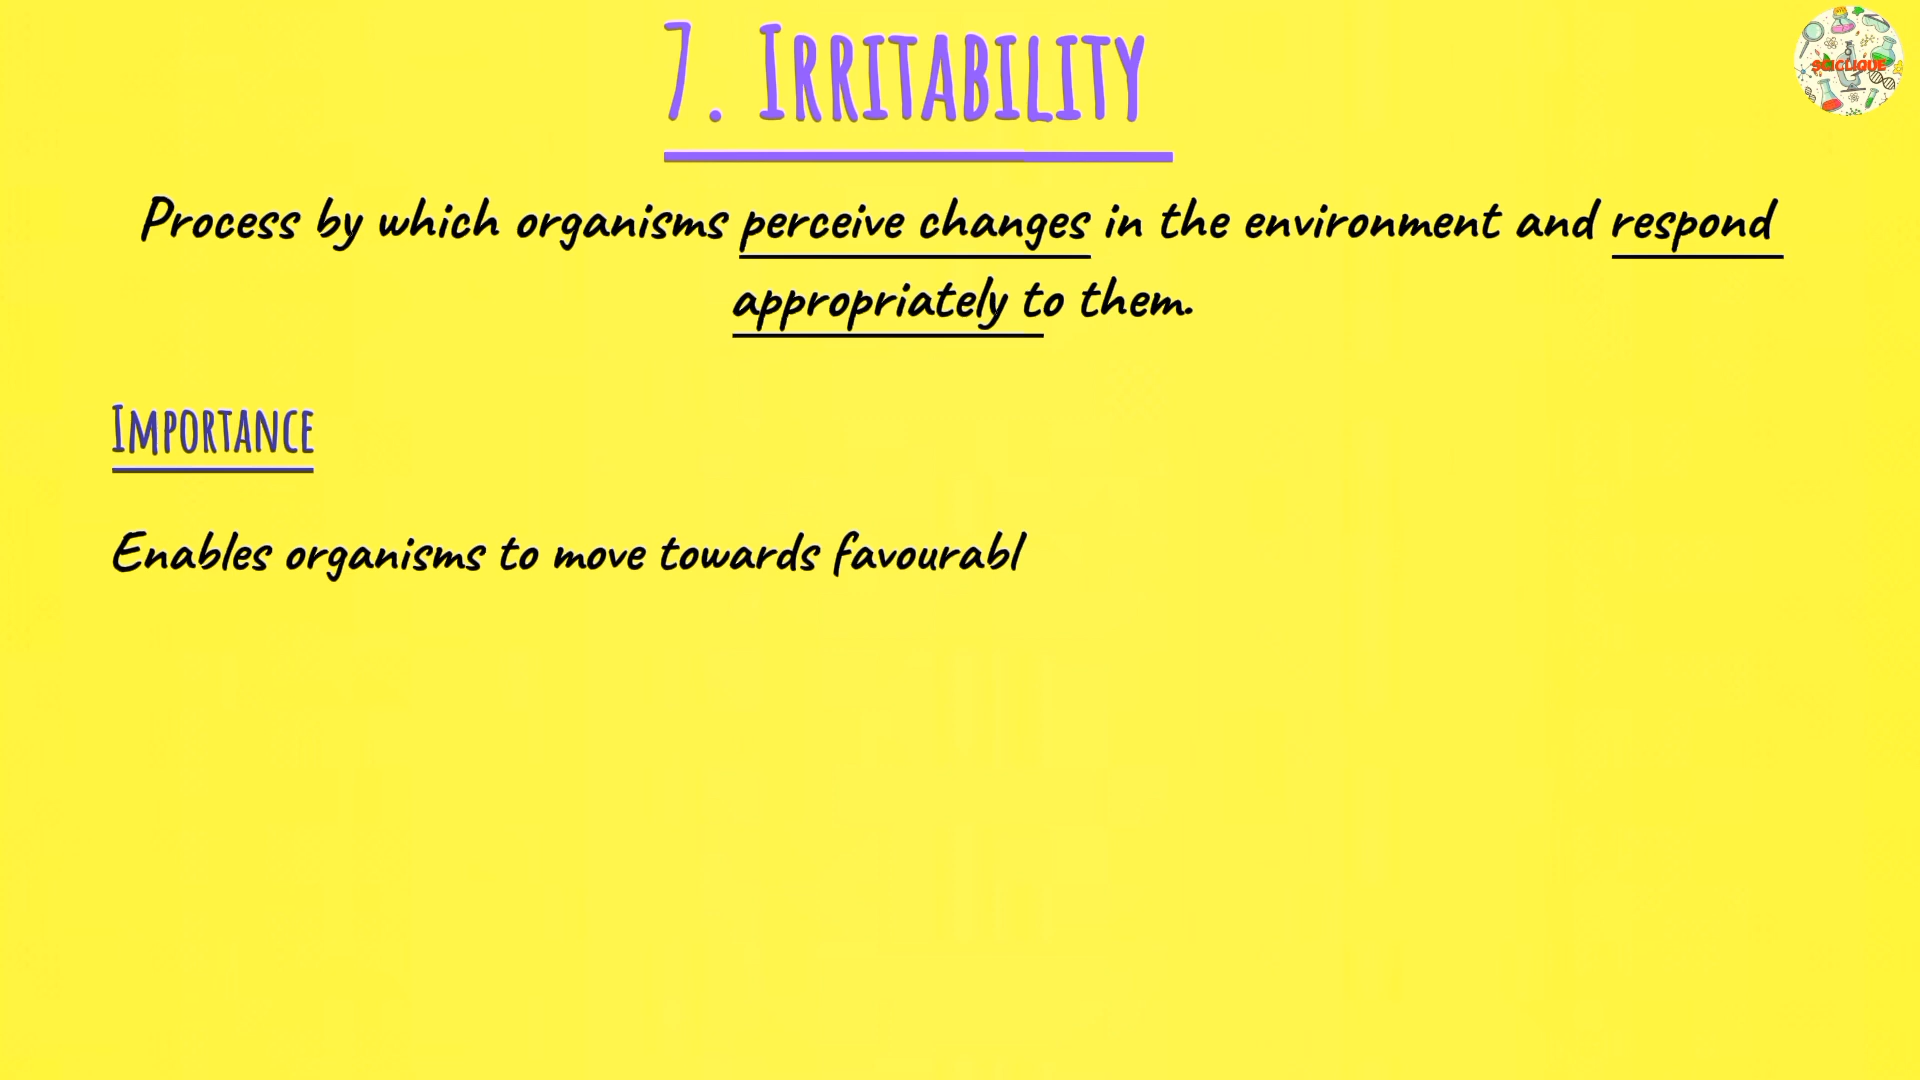 7. IRRITABILITY
SCICLIQUE
Process by which organisms perceive changes in the environment and respond
appropriately to them.
IMPORTANCE
Enables organisms to move towards favourabl